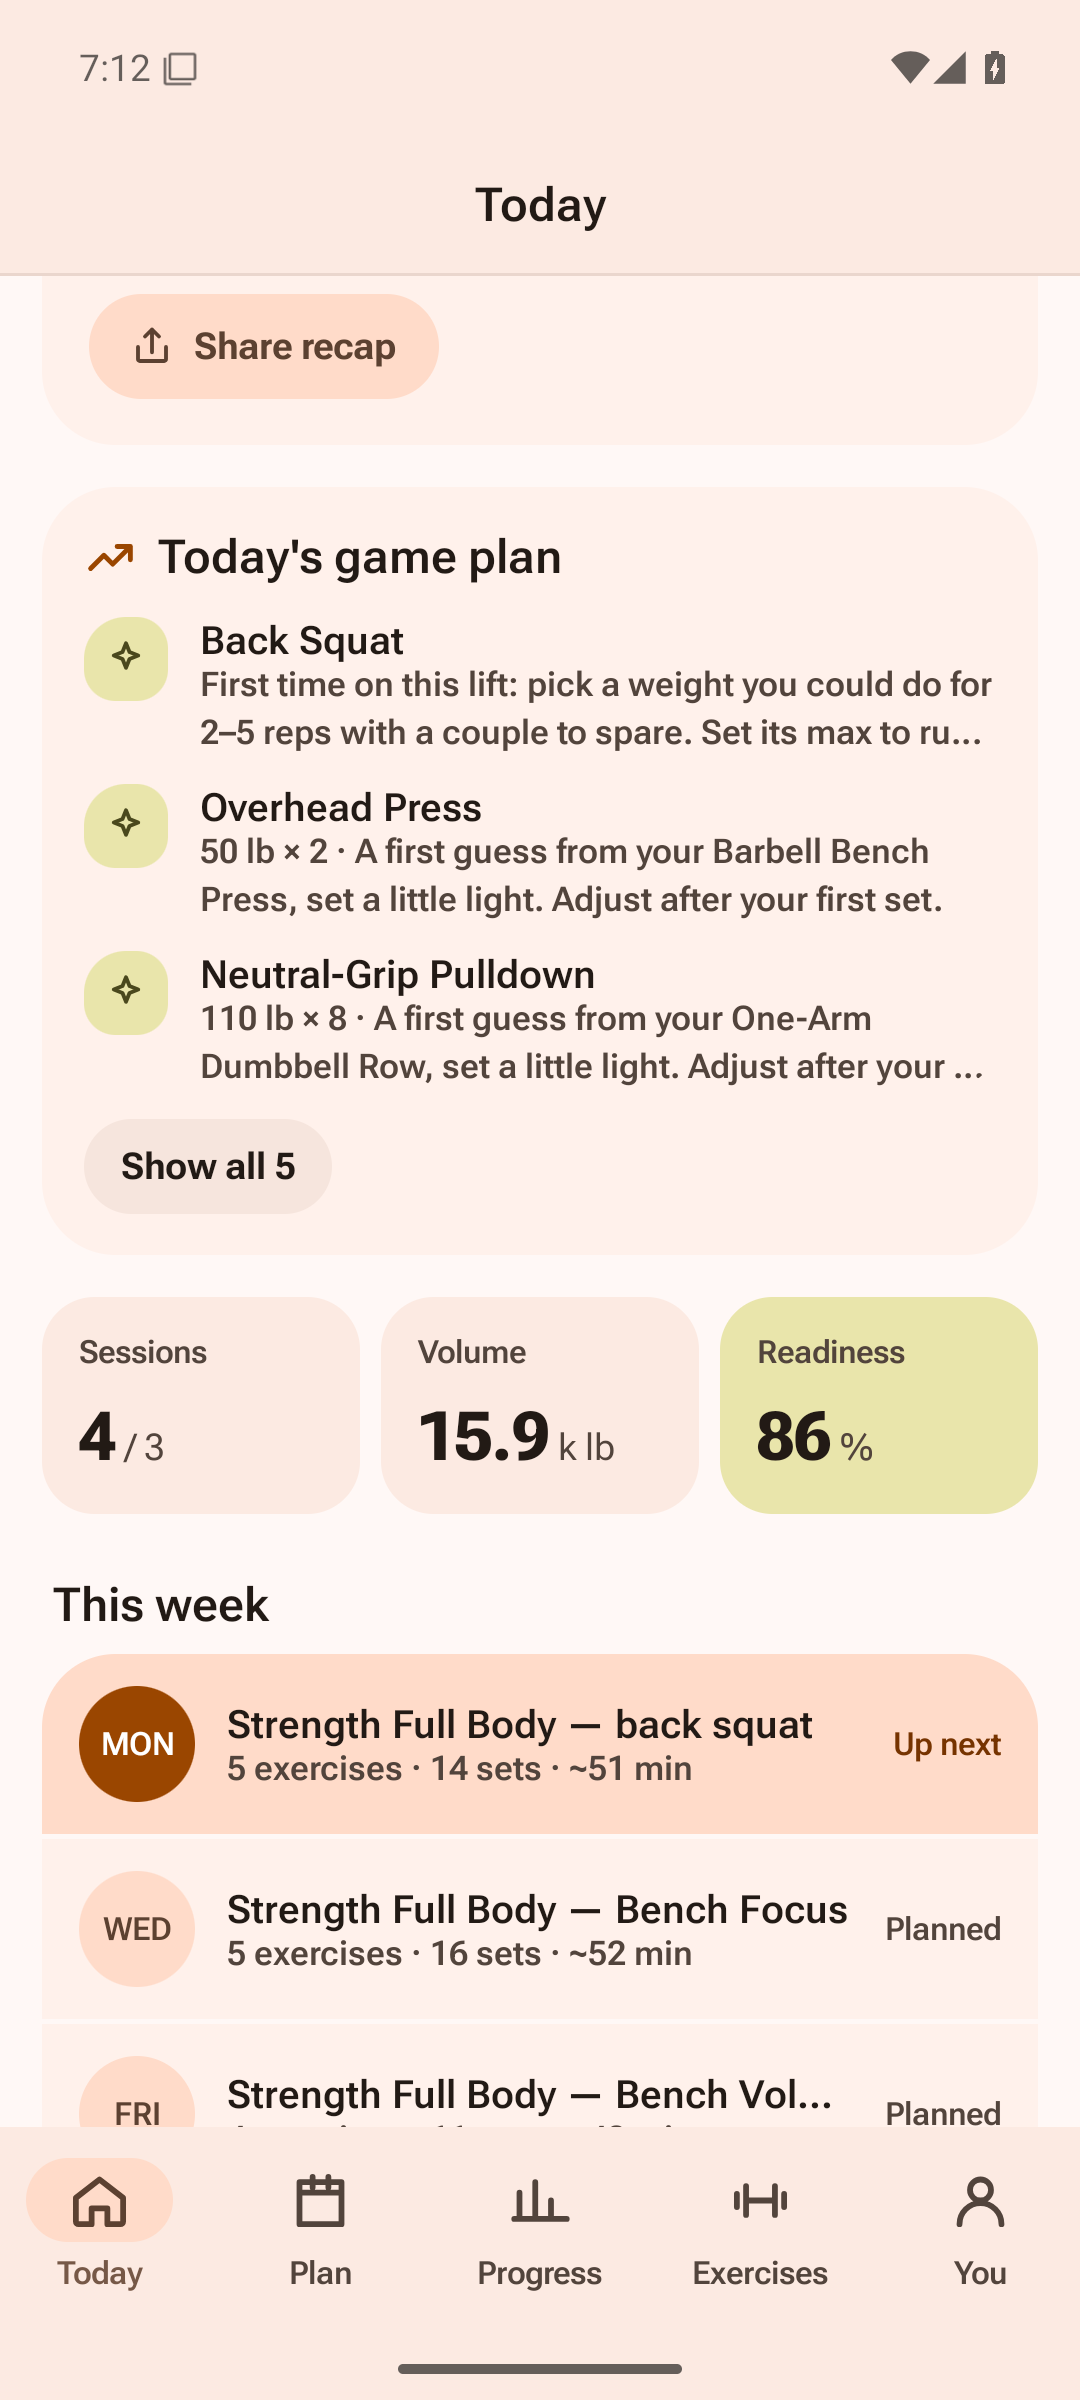 7:12
Today
Share recap
Today's game plan
Back Squat
First time on this lift: pick a weight you could do for
2–5 reps with a couple to spare. Set its max to ru...
Overhead Press
50 lb × 2 · A first guess from your Barbell Bench
Press, set a little light. Adjust after your first set.
Neutral-Grip Pulldown
110 lb × 8 · A first guess from your One-Arm
Dumbbell Row, set a little light. Adjust after your ...
Show all 5
Sessions
4 / 3
Volume
15.9 k lb
Readiness
86 %
This week
MON
Strength Full Body — back squat
5 exercises · 14 sets · ~51 min
Up next
WED
Strength Full Body — Bench Focus
5 exercises · 16 sets · ~52 min
Planned
FRI
Strength Full Body — Bench Vol...
Planned
Today
Plan
Progress
Exercises
You